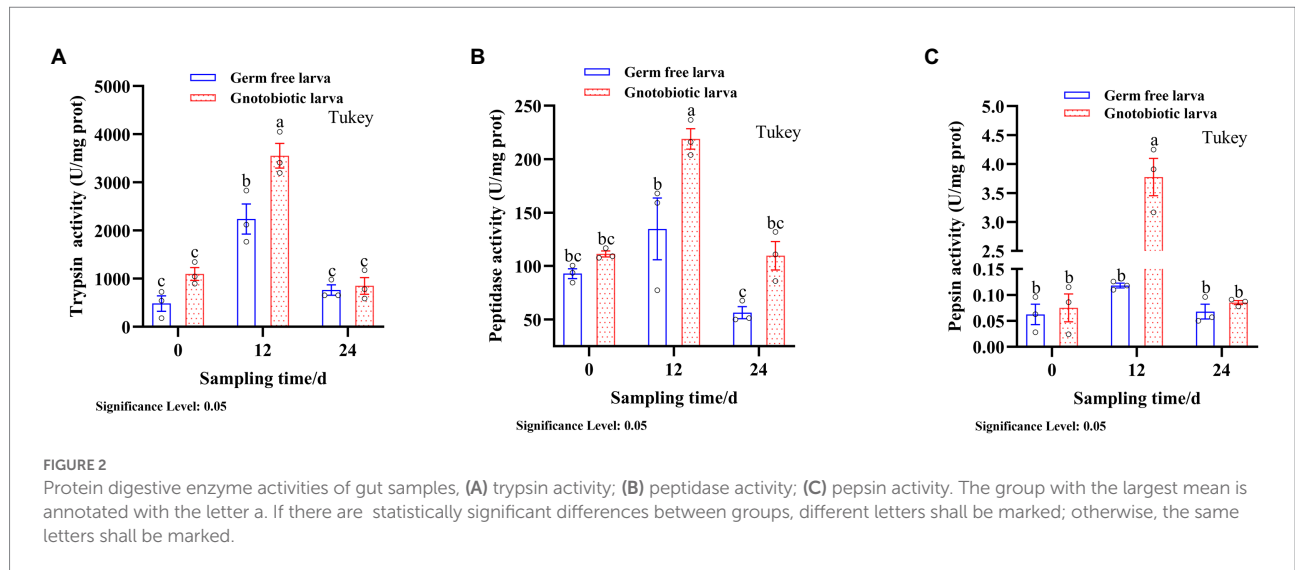 A
Germ free larva
Gnotobiotic larva
Tukey
Trypsin activity (U/mg prot)
5000
4000
3000
2000
1000
0
c
c
b
a
c
c
0
12
24
Sampling time/d
Significance Level: 0.05
B
Germ free larva
Gnotobiotic larva
Tukey
Peptidase activity (U/mg prot)
250
200
150
100
50
bc
bc
b
a
c
bc
0
12
24
Sampling time/d
Significance Level: 0.05
C
Germ free larva
Gnotobiotic larva
Tukey
Pepsin activity (U/mg prot)
5.0
4.5
4.0
3.5
3.0
2.5
0.15
0.10
0.05
0.00
b
b
b
a
b
b
0
12
24
Sampling time/d
Significance Level: 0.05
FIGURE 2
Protein digestive enzyme activities of gut samples, (A) trypsin activity; (B) peptidase activity; (C) pepsin activity. The group with the largest mean is
annotated with the letter a. If there are statistically significant differences between groups, different letters shall be marked; otherwise, the same
letters shall be marked.